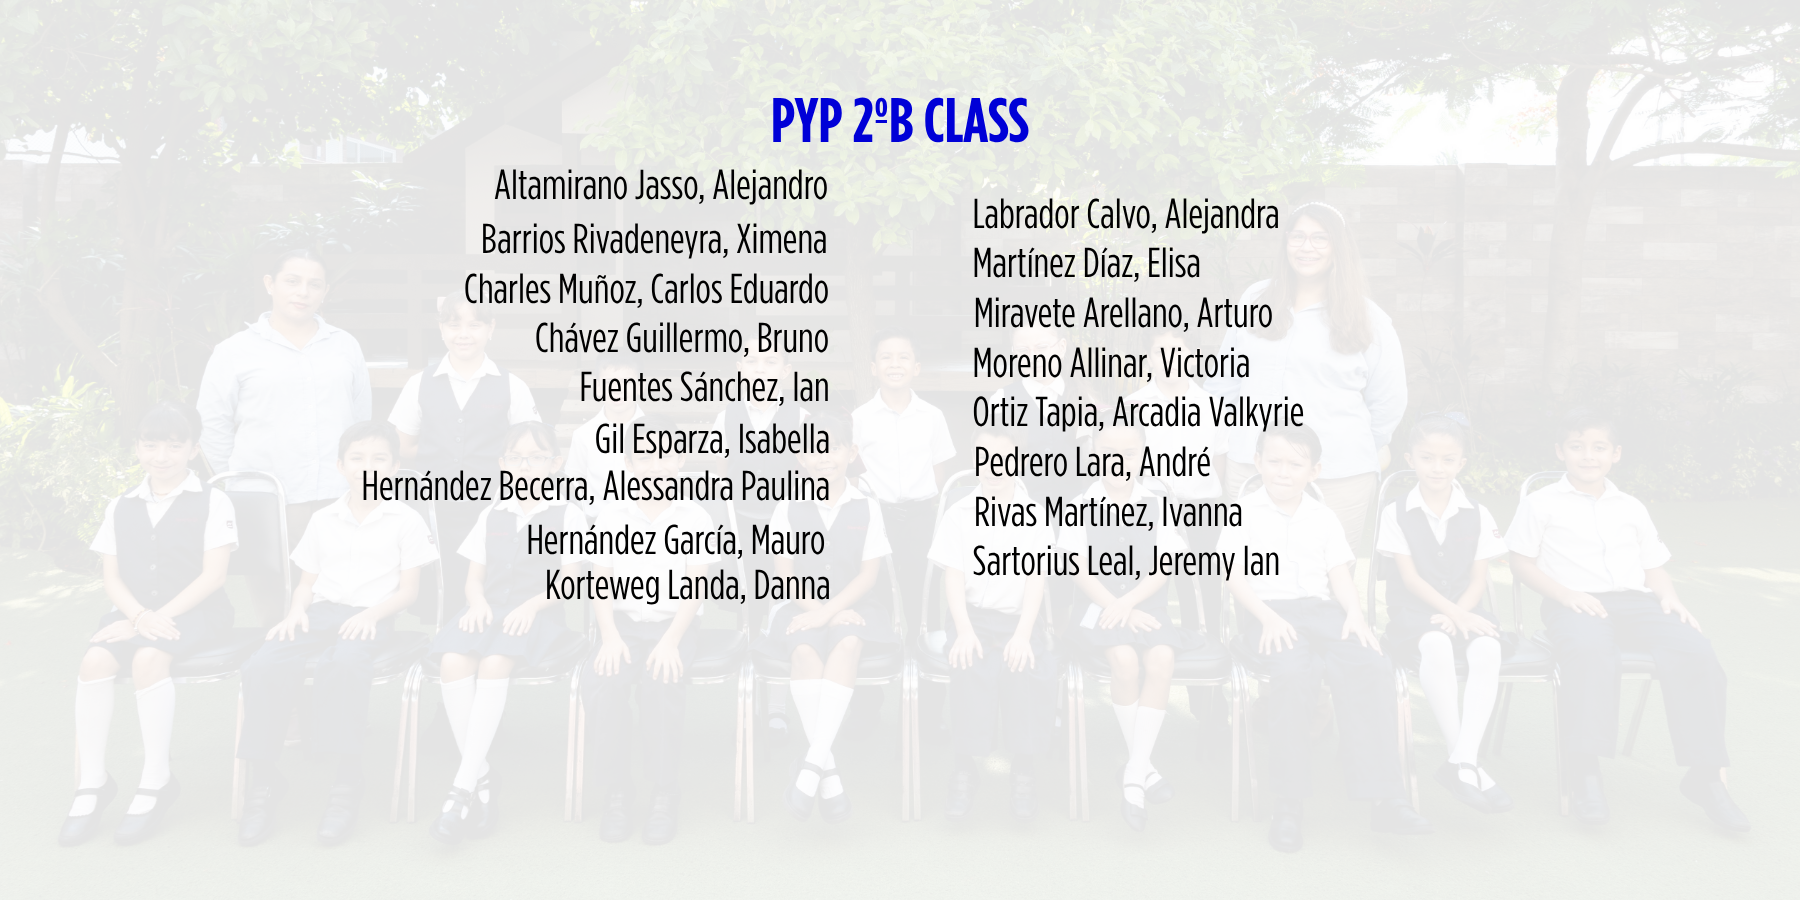 PYP 2ºB CLASS
Altamirano Jasso, Alejandro
Barrios Rivadeneyra, Ximena
Charles Muñoz, Carlos Eduardo
Chávez Guillermo, Bruno
Fuentes Sánchez, Ian
Gil Esparza, Isabella
Hernández Becerra, Alessandra Paulina
Hernández García, Mauro
Korteweg Landa, Danna
Labrador Calvo, Alejandra
Martínez Díaz, Elisa
Miravete Arellano, Arturo
Moreno Allinar, Victoria
Ortiz Tapia, Arcadia Valkyrie
Pedrero Lara, André
Rivas Martínez, Ivanna
Sartorius Leal, Jeremy Ian